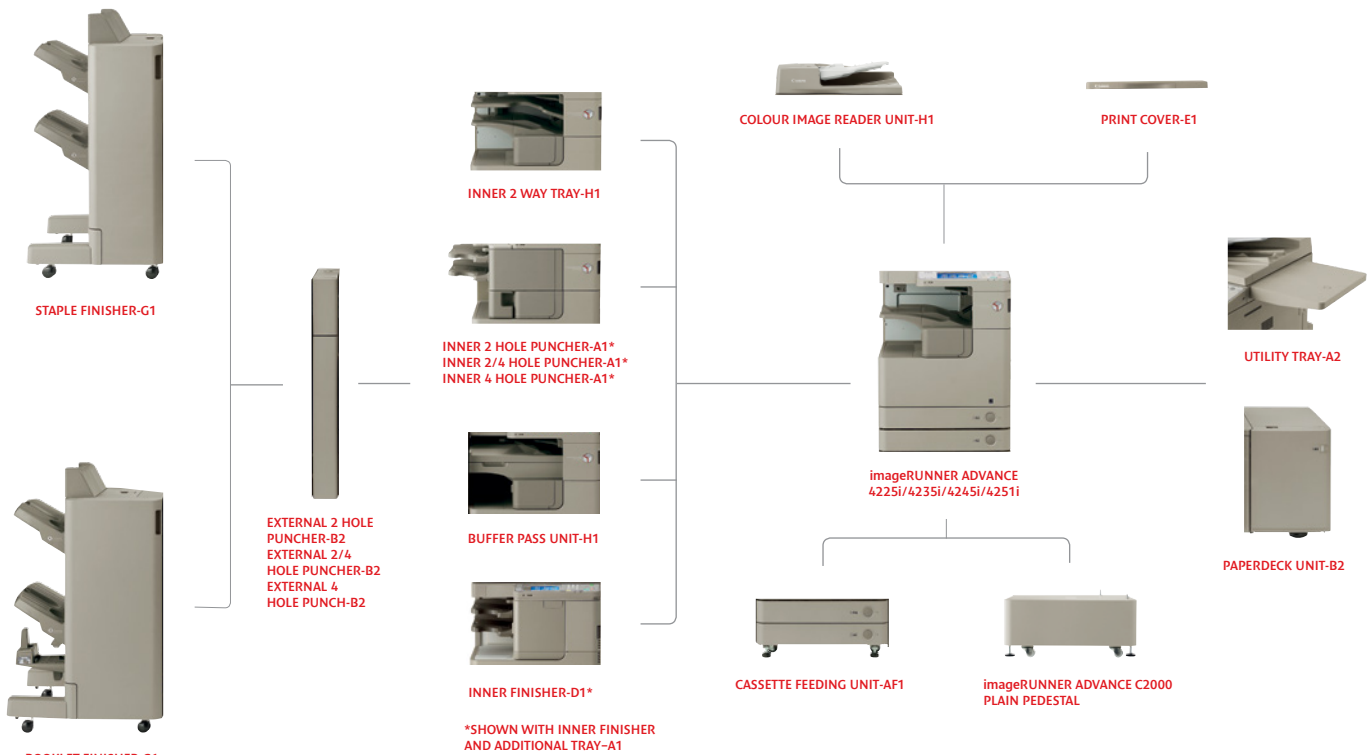 COLOUR IMAGE READER UNIT-H1
PRINT COVER-E1
INNER 2 WAY TRAY-H1
STAPLE FINISHER-G1
INNER 2 HOLE PUNCHER-A1*
INNER 2/4 HOLE PUNCHER-A1*
INNER 4 HOLE PUNCHER-A1*
UTILITY TRAY-A2
imageRUNNER ADVANCE
4225i/4235i/4245i/4251i
EXTERNAL 2 HOLE
PUNCHER-B2
EXTERNAL 2/4
HOLE PUNCHER-B2
EXTERNAL 4
HOLE PUNCH-B2
BUFFER PASS UNIT-H1
PAPERDECK UNIT-B2
INNER FINISHER-D1*
*SHOWN WITH INNER FINISHER
AND ADDITIONAL TRAY-A1
CASSETTE FEEDING UNIT-AF1
imageRUNNER ADVANCE C2000
PLAIN PEDESTAL